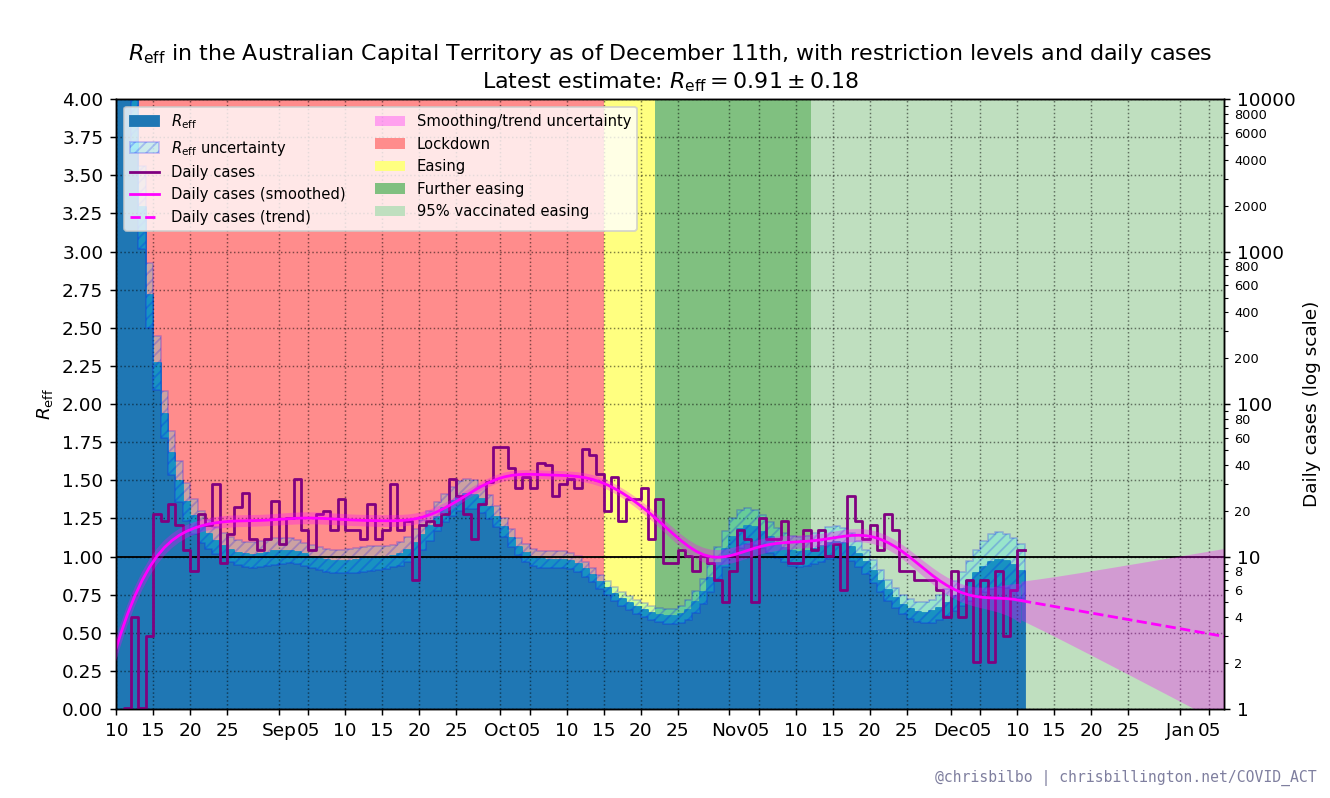 R_eff in the Australian Capital Territory as of December 11th, with restriction levels and daily cases
Latest estimate: R_eff = 0.91 ± 0.18
R_eff
R_eff uncertainty
Daily cases
Daily cases (smoothed)
Daily cases (trend)
Smoothing/trend uncertainty
Lockdown
Easing
Further easing
95% vaccinated easing
R_eff
4.00
3.75
3.50
3.25
3.00
2.75
2.50
2.25
2.00
1.75
1.50
1.25
1.00
0.75
0.50
0.25
0.00
10 15 20 25 Sep 05 10 15 20 25 Oct 05 10 15 20 25 Nov 05 10 15 20 25 Dec 05 10 15 20 25 Jan 05
10000
8000
6000
4000
2000
1000
800
600
400
200
100
80
60
40
20
10
8
6
4
2
1
Daily cases (log scale)
@chrisbilbo | chrisbillington.net/COVID_ACT